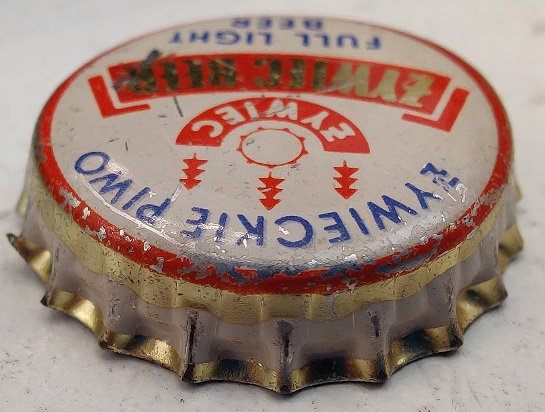 ŻYWIECKIE PIWO
ŻYWIEC
ŻYWIEC BEER
FULL LIGHT
BEER